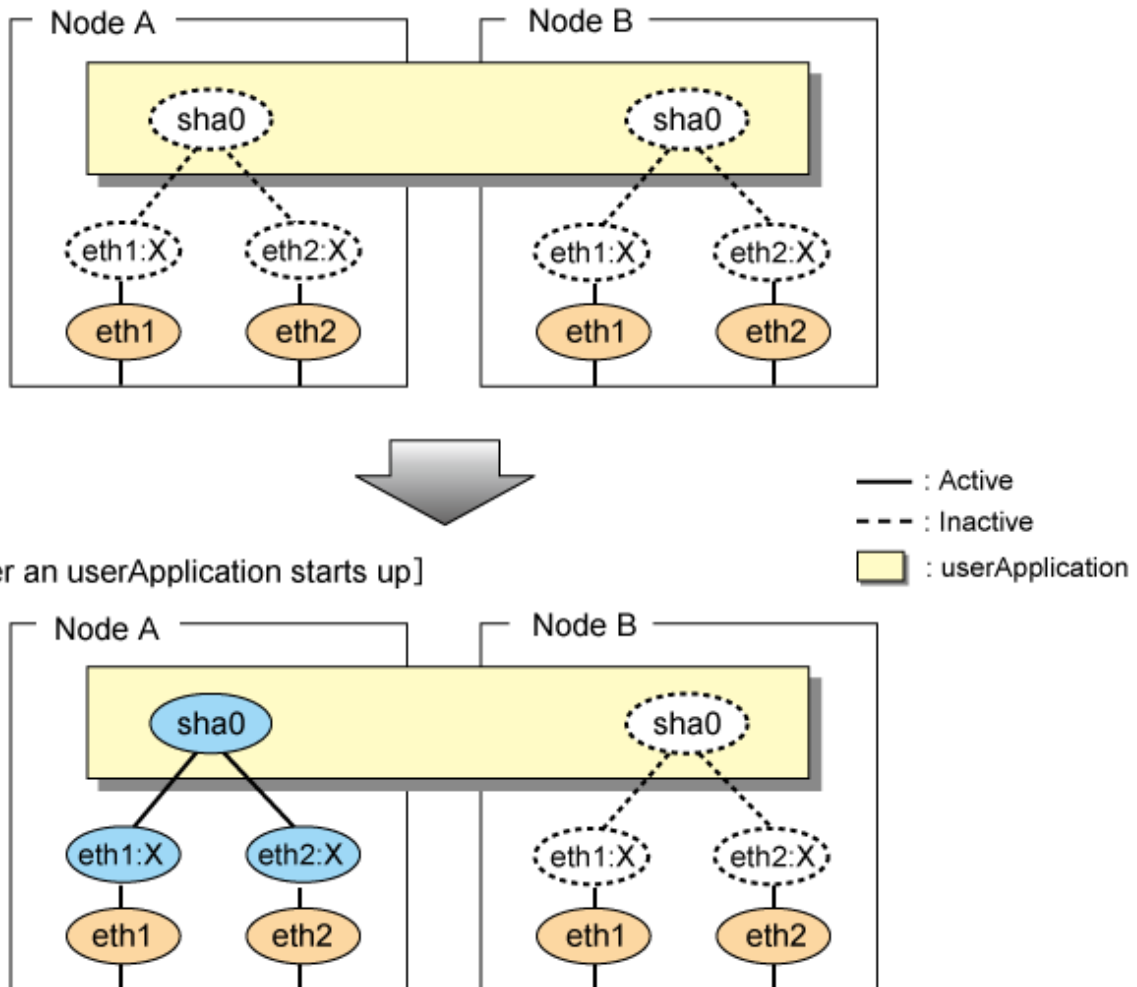 Node A
Node B
sha0
sha0
eth1:X
eth2:X
eth1:X
eth2:X
eth1
eth2
eth1
eth2
: Active
: Inactive
: userApplication
er an userApplication starts up]
Node A
Node B
sha0
sha0
eth1:X
eth2:X
eth1:X
eth2:X
eth1
eth2
eth1
eth2